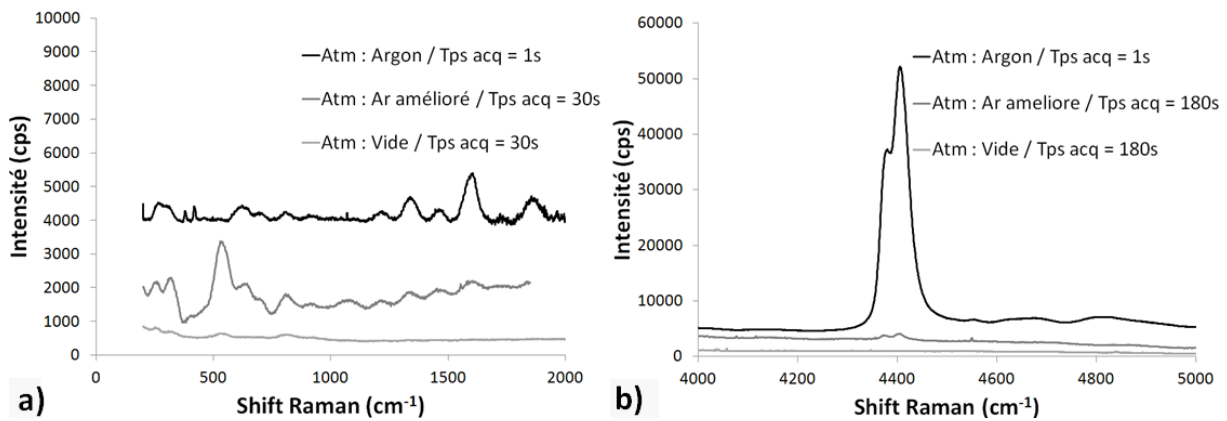 10000
9000
8000
7000
6000
5000
4000
3000
2000
1000
0
Intensité (cps)
Atm : Argon / Tps acq = 1s
Atm : Ar amélioré / Tps acq = 30s
Atm : Vide / Tps acq = 30s
0 500 1000 1500 2000
Shift Raman (cm⁻¹)
a)
60000
50000
40000
30000
20000
10000
0
Intensité (cps)
Atm : Argon / Tps acq = 1s
Atm : Ar ameliore / Tps acq = 180s
Atm : Vide / Tps acq = 180s
4000 4200 4400 4600 4800 5000
Shift Raman (cm⁻¹)
b)